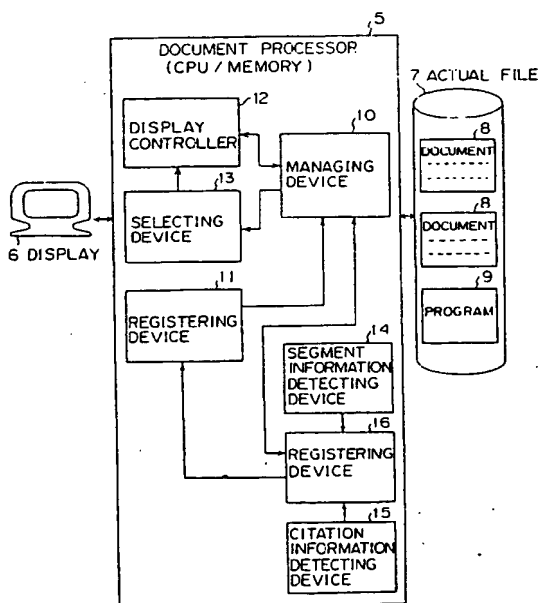 5
DOCUMENT PROCESSOR
(CPU / MEMORY)
7 ACTUAL FILE
12
DISPLAY
CONTROLLER
10
MANAGING
DEVICE
8
DOCUMENT
13
SELECTING
DEVICE
6 DISPLAY
8
DOCUMENT
11
REGISTERING
DEVICE
9
PROGRAM
14
SEGMENT INFORMATION
DETECTING
DEVICE
16
REGISTERING
DEVICE
15
CITATION
INFORMATION
DETECTING
DEVICE